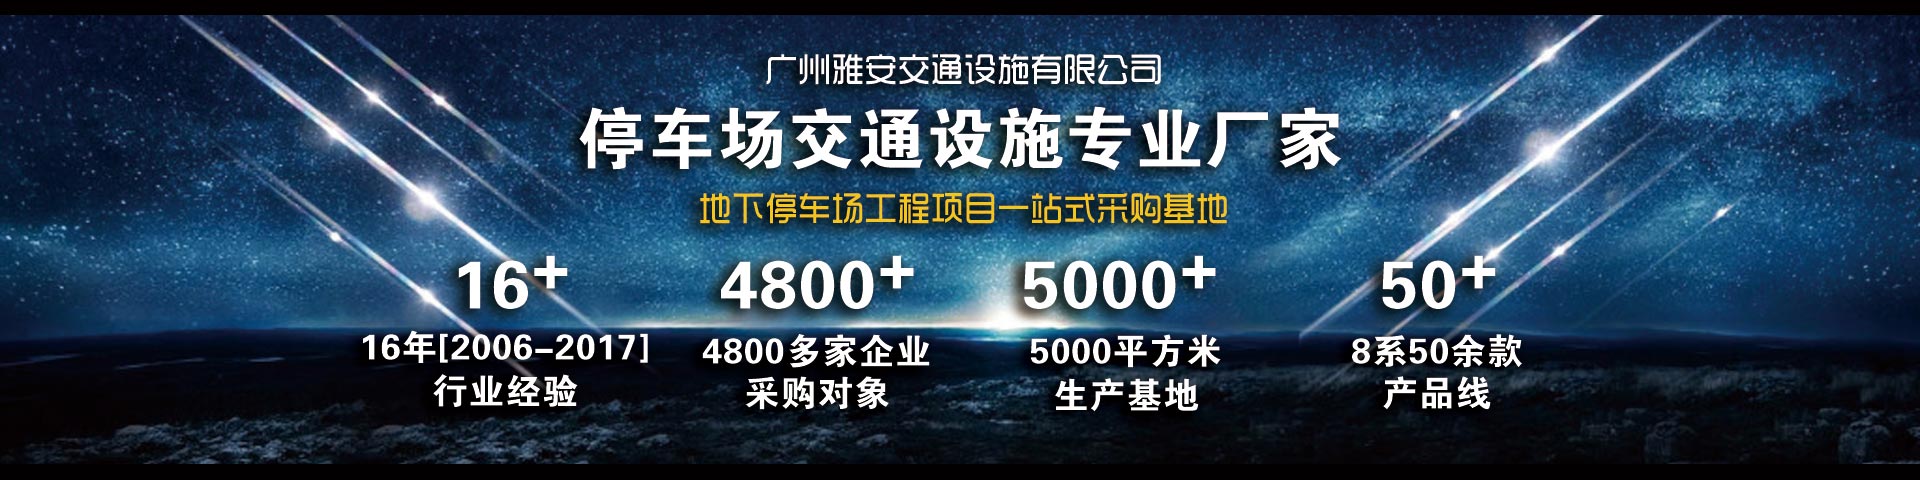 广州雅安交通设施有限公司
停车场交通设施专业厂家
地下停车场工程项目一站式采购基地
16+
4800+
5000+
50+
16年[2006-2017]
行业经验
4800多家企业
采购对象
5000平方米
生产基地
8系50余款
产品线